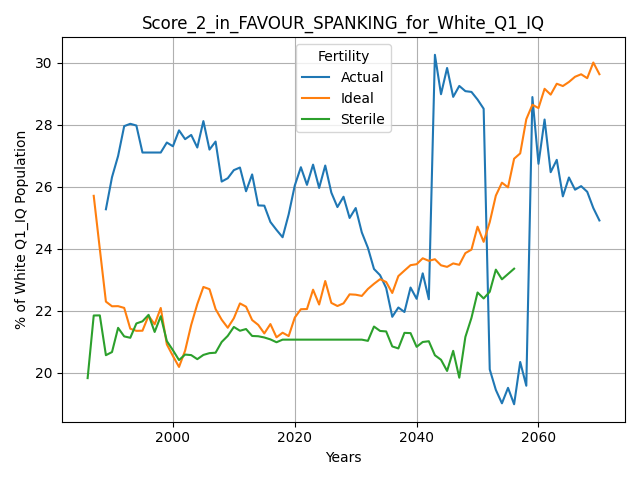 Score_2_in_FAVOUR_SPANKING_for_White_Q1_IQ
Fertility
Actual
Ideal
Sterile
% of White Q1_IQ Population
30
28
26
24
22
20
2000
2020
2040
2060
Years